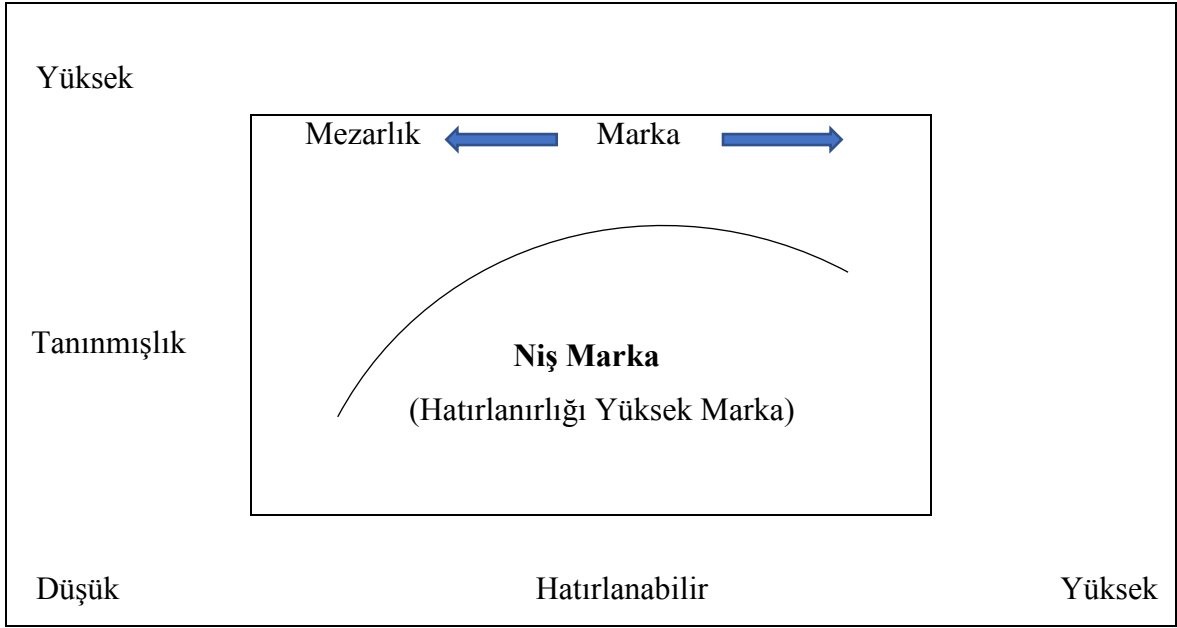 Yüksek
Mezarlık Marka
Tanınmışlık
Niş Marka
(Hatırlanırlığı Yüksek Marka)
Düşük Hatırlanabilir Yüksek